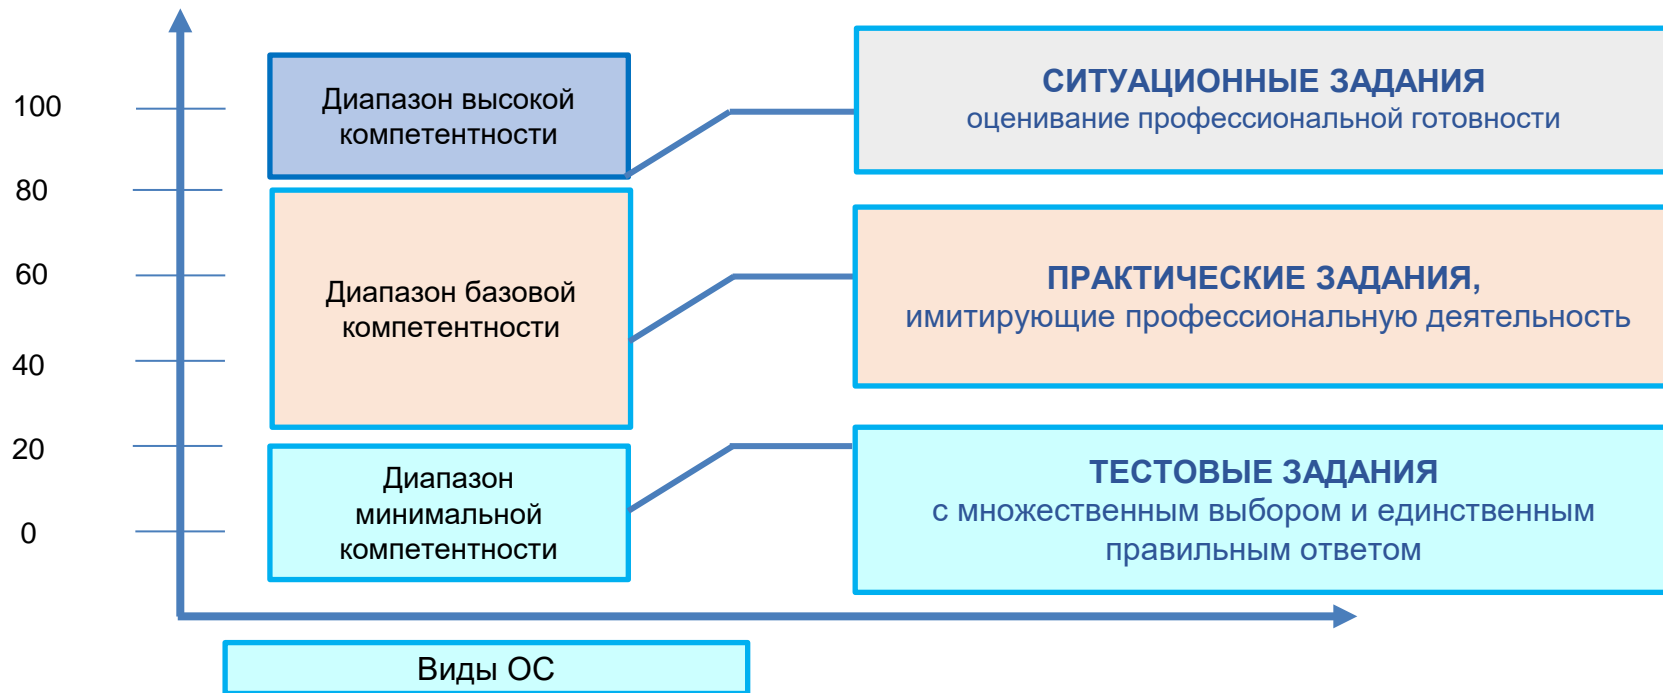 100
80
60
40
20
0
Диапазон высокой
компетентности
Диапазон базовой
компетентности
Диапазон
минимальной
компетентности
СИТУАЦИОННЫЕ ЗАДАНИЯ
оценивание профессиональной готовности
ПРАКТИЧЕСКИЕ ЗАДАНИЯ,
имитирующие профессиональную деятельность
ТЕСТОВЫЕ ЗАДАНИЯ
с множественным выбором и единственным
правильным ответом
Виды ОС